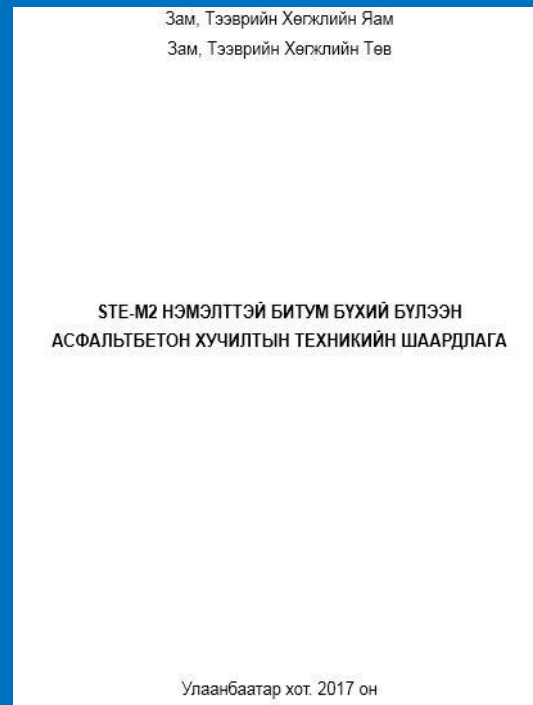 Зам, Тээврийн Хөгжлийн Яам
Зам, Тээврийн Хөгжлийн Төв
STE-M2 НЭМЭЛТТЭЙ БИТУМ БҮХИЙ БҮЛЭЭН
АСФАЛЬТБЕТОН ХУЧИЛТЫН ТЕХНИКИЙН ШААРДЛАГА
Улаанбаатар хот. 2017 он